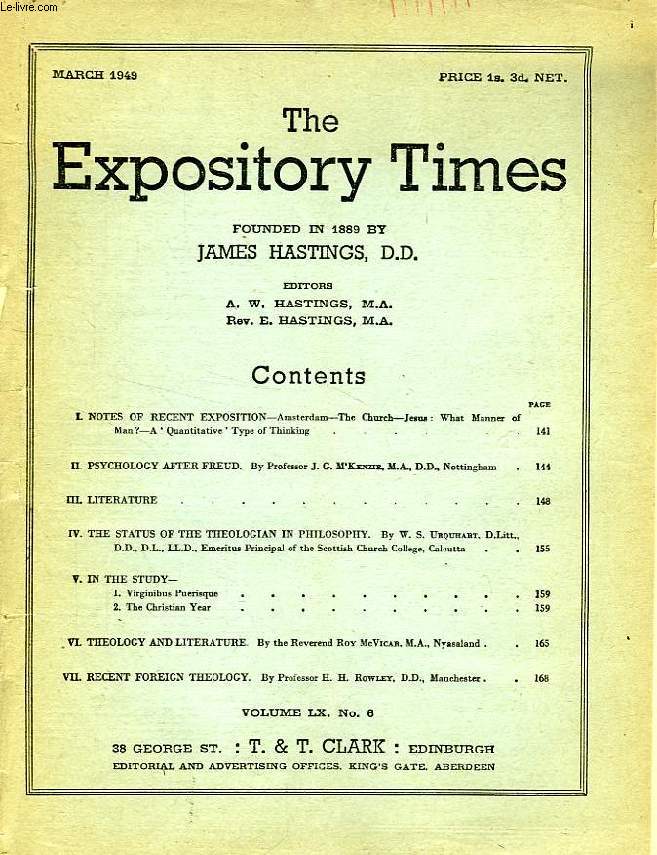 Le-livre.com
MARCH 1949 PRICE 1s. 3d. NET.
The
Expository Times
FOUNDED IN 1889 BY
JAMES HASTINGS, D.D.
EDITORS
A. W. HASTINGS, M.A.
Rev. E. HASTINGS, M.A.
Contents
PAGE
I. NOTES OF RECENT EXPOSITION—Amsterdam—The Church—Jesus: What Manner of
Man?—A ' Quantitative ' Type of Thinking . . . . . . 141
II. PSYCHOLOGY AFTER FREUD. By Professor J. G. McKENZIE, M.A., D.D., Nottingham . 144
III. LITERATURE . . . . . . . . . . . . 148
IV. THE STATUS OF THE THEOLOGIAN IN PHILOSOPHY. By W. S. URQUHART, D.Litt.,
D.D., D.L., LL.D., Emeritus Principal of the Scottish Church College, Calcutta . . 155
V. IN THE STUDY—
1. Virginibus Puerisque . . . . . . . . . . 159
2. The Christian Year . . . . . . . . . . 159
VI. THEOLOGY AND LITERATURE. By the Reverend ROY McVICAR, M.A., Nyasaland . . 165
VII. RECENT FOREIGN THEOLOGY. By Professor H. H. ROWLEY, D.D., Manchester . . 168
VOLUME LX. No. 6
38 GEORGE ST. : T. & T. CLARK : EDINBURGH
EDITORIAL AND ADVERTISING OFFICES, KING'S GATE, ABERDEEN